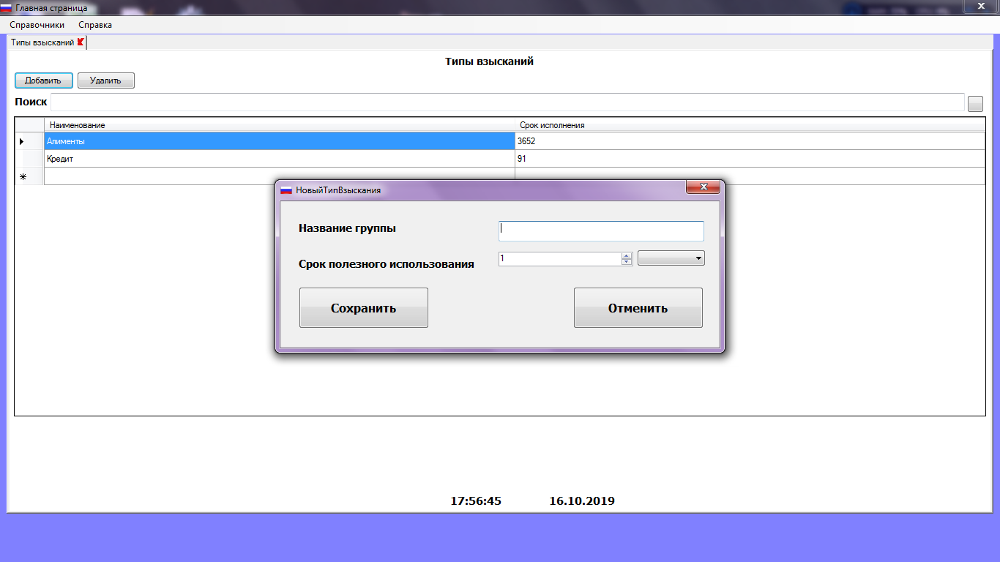 Главная страница
Справочники Справка
Типы взысканий
Типы взысканий
Добавить Удалить
Поиск
Наименование Срок исполнения
Алименты 3652
Кредит 91
НовыйТипВзыскания
Название группы
Срок полезного использования 1
Сохранить Отменить
17:56:45 16.10.2019